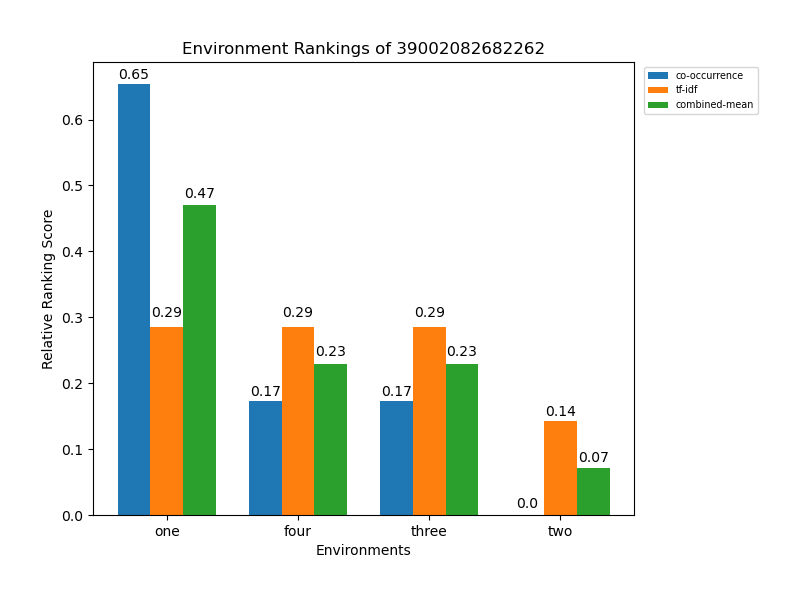 Environment Rankings of 39002082682262
co-occurrence
tf-idf
combined-mean
Relative Ranking Score
0.6
0.5
0.4
0.3
0.2
0.1
0.0
0.65
0.29
0.47
0.17
0.29
0.23
0.17
0.29
0.23
0.0
0.14
0.07
one four three two
Environments